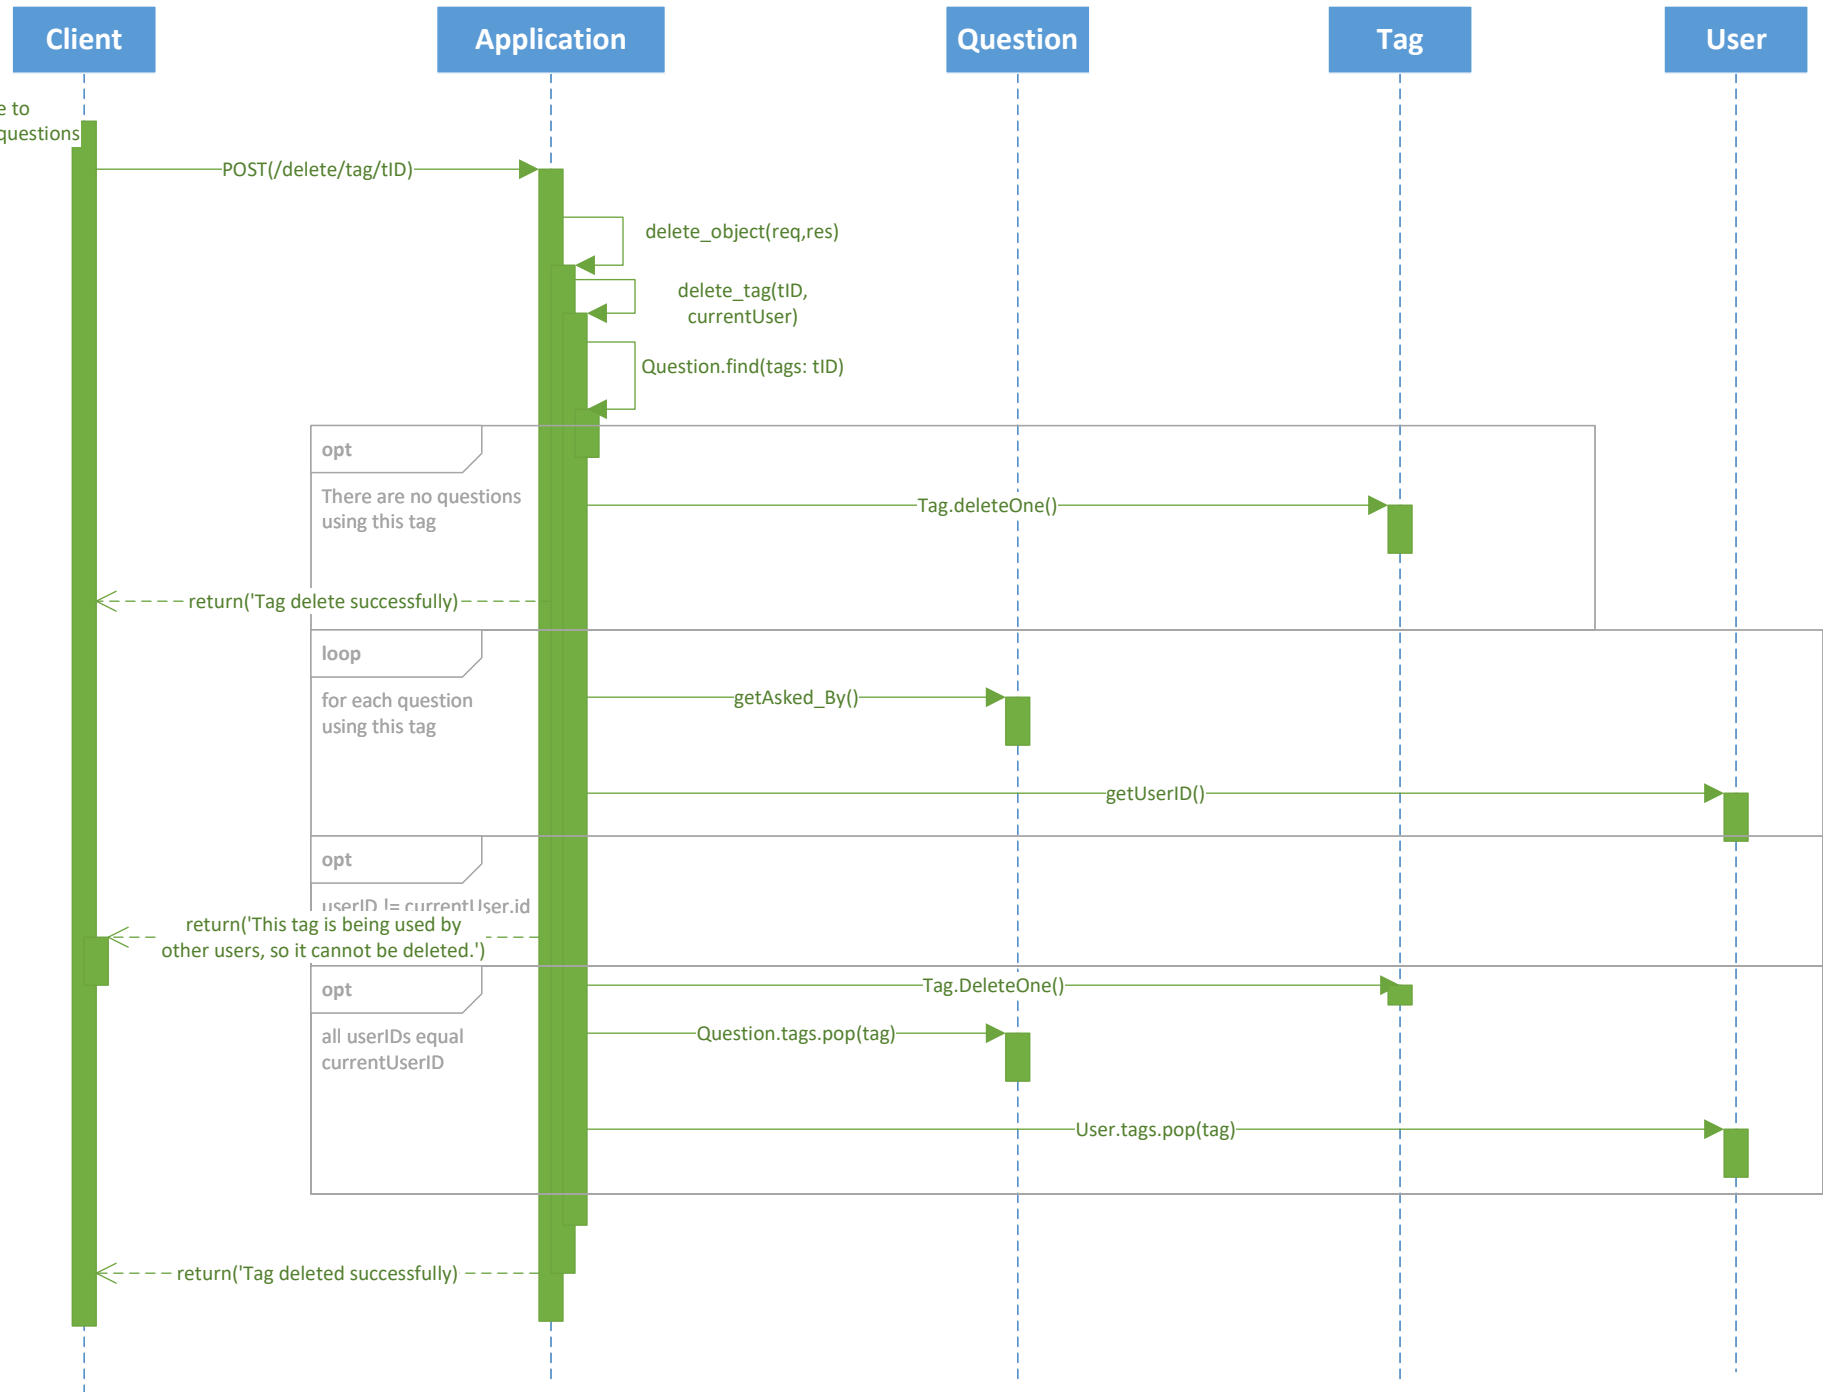 Client
Application
Question
Tag
User
e to
questions
POST(/delete/tag/tID)
delete_object(req,res)
delete_tag(tID,
currentUser)
Question.find(tags: tID)
opt
There are no questions
using this tag
Tag.deleteOne()
return('Tag delete successfully)
loop
for each question
using this tag
getAsked_By()
getUserID()
opt
userID != currentUser.id
return('This tag is being used by
other users, so it cannot be deleted.')
opt
Tag.DeleteOne()
all userIDs equal
currentUserID
Question.tags.pop(tag)
User.tags.pop(tag)
return('Tag deleted successfully)